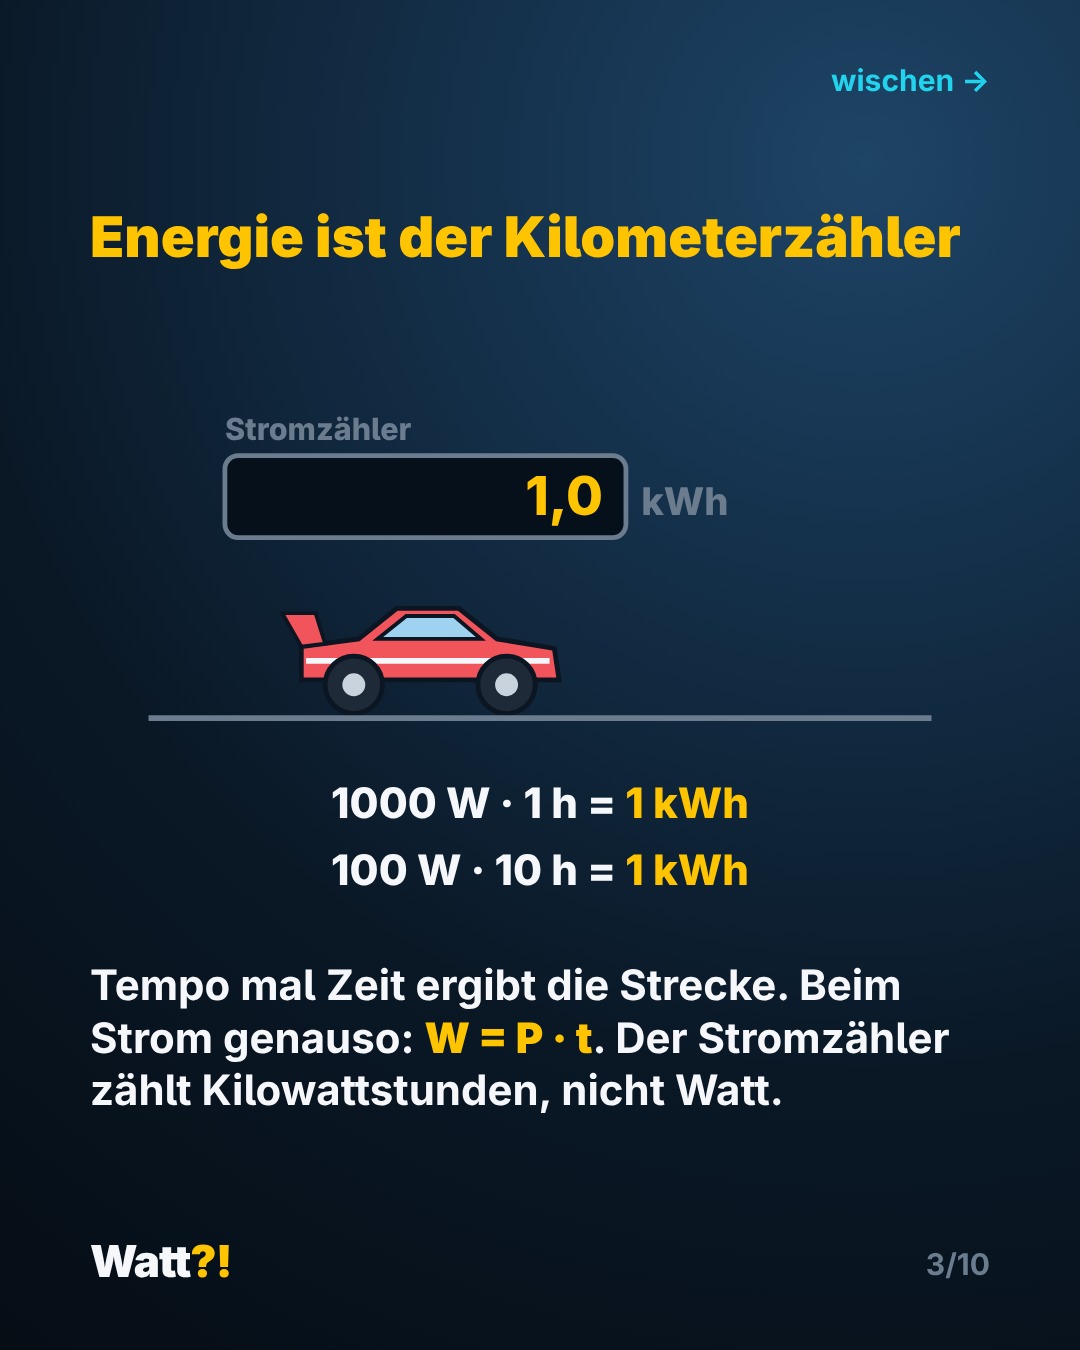 wischen →
Energie ist der Kilometerzähler
Stromzähler
1,0 kWh
1000 W · 1 h = 1 kWh
100 W · 10 h = 1 kWh
Tempo mal Zeit ergibt die Strecke. Beim
Strom genauso: W = P · t. Der Stromzähler
zählt Kilowattstunden, nicht Watt.
Watt?!
3/10